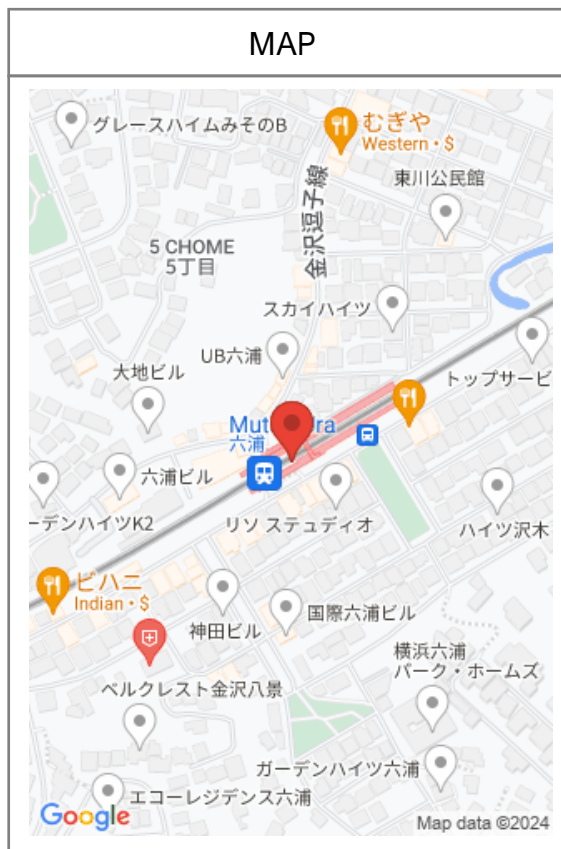 MAP
グレースハイムみそのB
むぎや
Western・$
東川公民館
金沢逗子線
5 CHOME
5丁目
スカイハイツ
UB六浦
大地ビル
トップサービ
六浦
六浦ビル
ーデンハイツK2
リソ ステュディオ
ハイツ沢木
ビハニ
Indian・$
神田ビル
国際六浦ビル
横浜六浦
パーク・ホームズ
ベルクレスト金沢八景
ガーデンハイツ六浦
エコーレジデンス六浦
Google
Map data ©2024